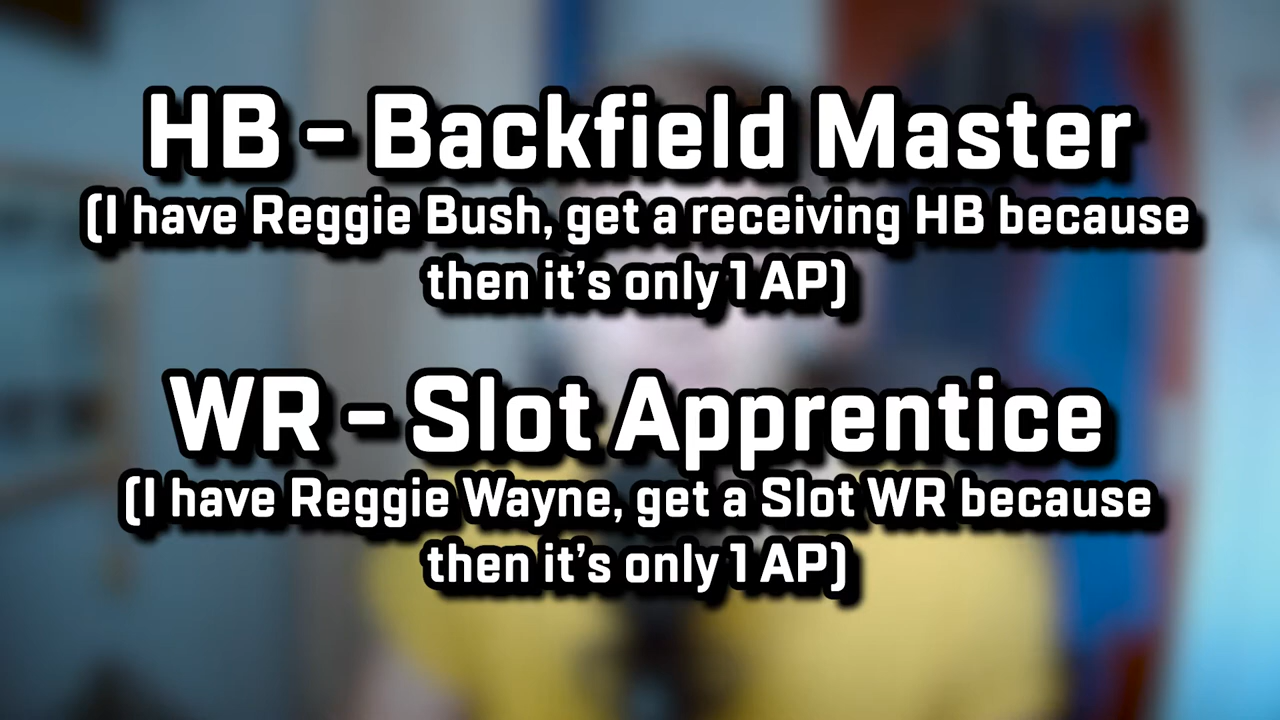 HB – Backfield Master
(I have Reggie Bush, get a receiving HB because
then it's only 1 AP)
WR – Slot Apprentice
(I have Reggie Wayne, get a Slot WR because
then it's only 1 AP)